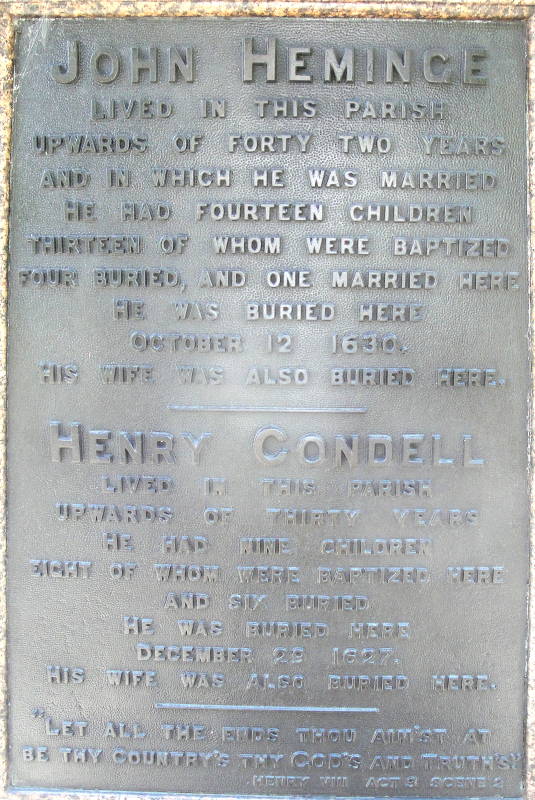 JOHN HEMINGE
LIVED IN THIS PARISH
UPWARDS OF FORTY TWO YEARS
AND IN WHICH HE WAS MARRIED
HE HAD FOURTEEN CHILDREN
THIRTEEN OF WHOM WERE BAPTIZED
FOUR BURIED, AND ONE MARRIED HERE
HE WAS BURIED HERE
OCTOBER 12 1630.
HIS WIFE WAS ALSO BURIED HERE.
HENRY CONDELL
LIVED IN THIS PARISH
UPWARDS OF THIRTY YEARS
HE HAD NINE CHILDREN
EIGHT OF WHOM WERE BAPTIZED HERE
AND SIX BURIED
HE WAS BURIED HERE
DECEMBER 29 1627.
HIS WIFE WAS ALSO BURIED HERE.
"LET ALL THE ENDS THOU AIM'ST AT
BE THY COUNTRY'S THY GOD'S AND TRUTH'S."
HENRY VIII ACT 3 SCENE 2